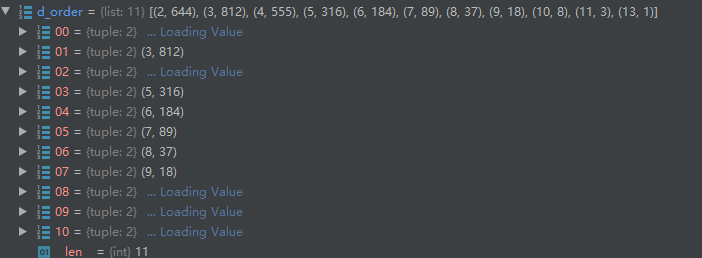 d_order = {list: 11} [(2, 644), (3, 812), (4, 555), (5, 316), (6, 184), (7, 89), (8, 37), (9, 18), (10, 8), (11, 3), (13, 1)]
00 = {tuple: 2} ... Loading Value
01 = {tuple: 2} (3, 812)
02 = {tuple: 2} ... Loading Value
03 = {tuple: 2} (5, 316)
04 = {tuple: 2} (6, 184)
05 = {tuple: 2} (7, 89)
06 = {tuple: 2} (8, 37)
07 = {tuple: 2} (9, 18)
08 = {tuple: 2} ... Loading Value
09 = {tuple: 2} ... Loading Value
10 = {tuple: 2} ... Loading Value
01 __len__ = {int} 11